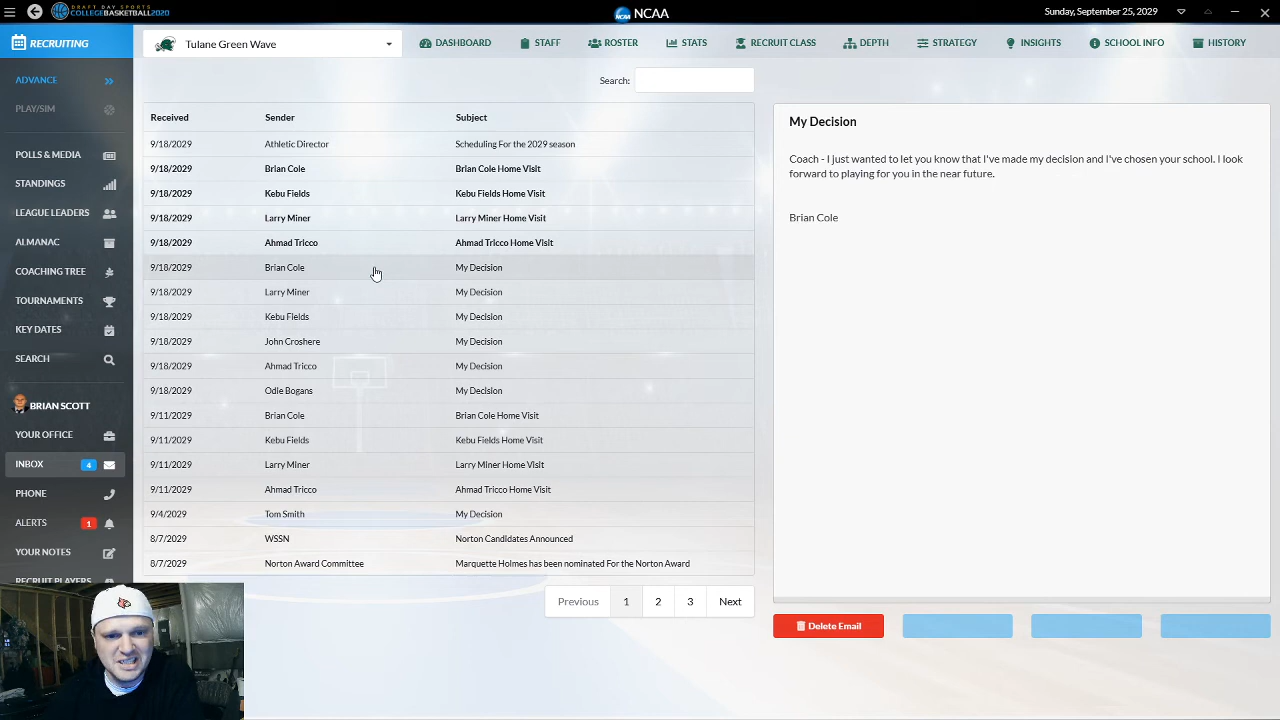 DRAFT DAY SPORTS
COLLEGE BASKETBALL 2020
NCAA
Sunday, September 25, 2029
RECRUITING
Tulane Green Wave
DASHBOARD
STAFF
ROSTER
STATS
RECRUIT CLASS
DEPTH
STRATEGY
INSIGHTS
SCHOOL INFO
HISTORY
ADVANCE
PLAY/SIM
POLLS & MEDIA
STANDINGS
LEAGUE LEADERS
ALMANAC
COACHING TREE
TOURNAMENTS
KEY DATES
SEARCH
BRIAN SCOTT
YOUR OFFICE
INBOX 4
PHONE
ALERTS 1
YOUR NOTES
RECRUIT PLAYERS
Search:
Received Sender Subject
9/18/2029 Athletic Director Scheduling For the 2029 season
9/18/2029 Brian Cole Brian Cole Home Visit
9/18/2029 Kebu Fields Kebu Fields Home Visit
9/18/2029 Larry Miner Larry Miner Home Visit
9/18/2029 Ahmad Tricco Ahmad Tricco Home Visit
9/18/2029 Brian Cole My Decision
9/18/2029 Larry Miner My Decision
9/18/2029 Kebu Fields My Decision
9/18/2029 John Croshere My Decision
9/18/2029 Ahmad Tricco My Decision
9/18/2029 Odie Bogans My Decision
9/11/2029 Brian Cole Brian Cole Home Visit
9/11/2029 Kebu Fields Kebu Fields Home Visit
9/11/2029 Larry Miner Larry Miner Home Visit
9/11/2029 Ahmad Tricco Ahmad Tricco Home Visit
9/4/2029 Tom Smith My Decision
8/7/2029 WSSN Norton Candidates Announced
8/7/2029 Norton Award Committee Marquette Holmes has been nominated For the Norton Award
Previous 1 2 3 Next
My Decision
Coach - I just wanted to let you know that I've made my decision and I've chosen your school. I look
forward to playing for you in the near future.
Brian Cole
Delete Email